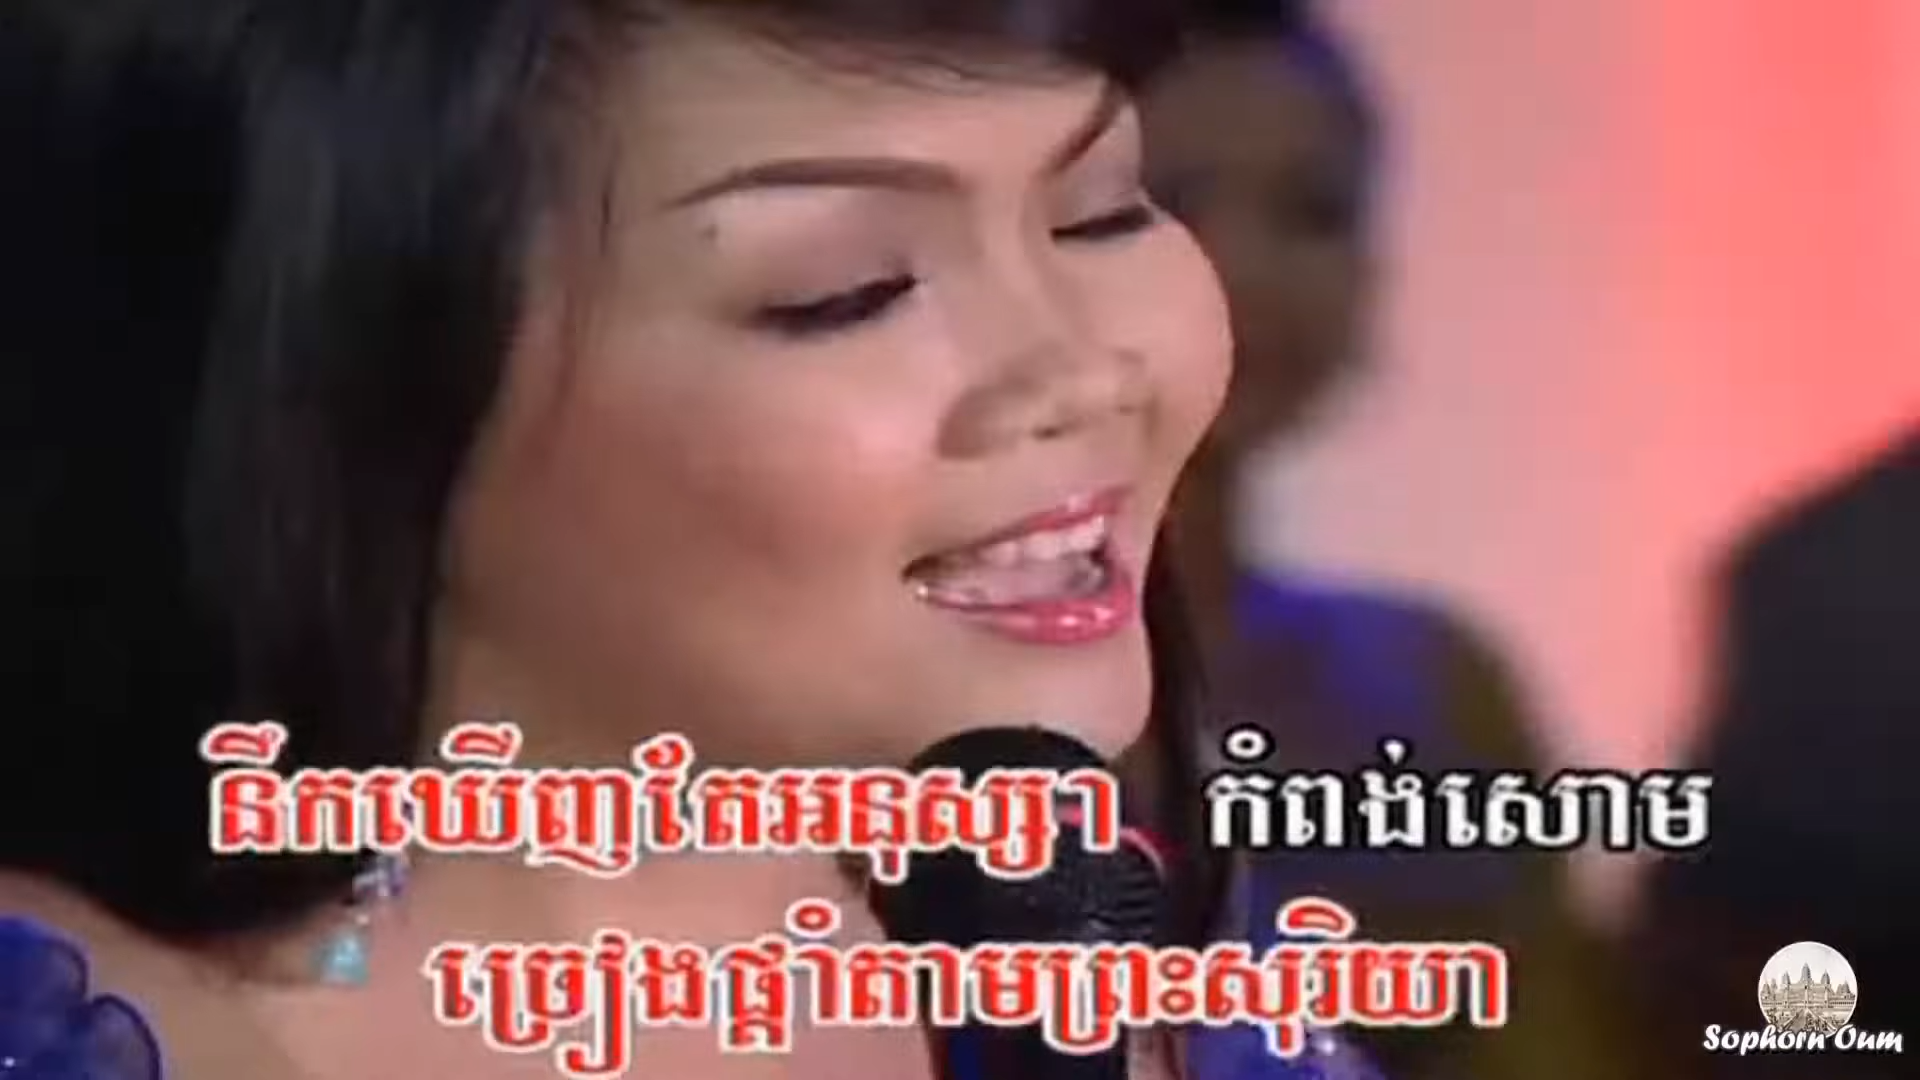 នឹកឃើញតែអនុស្សា កំពង់សោម
ច្រៀងផ្តាំតាមព្រះសុរិយា
Sophorn Oum